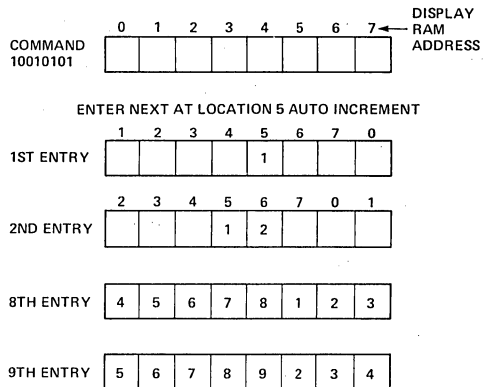 DISPLAY
0 1 2 3 4 5 6 7 RAM
COMMAND ADDRESS
10010101
ENTER NEXT AT LOCATION 5 AUTO INCREMENT
1 2 3 4 5 6 7 0
1ST ENTRY 1
2 3 4 5 6 7 0 1
2ND ENTRY 1 2
8TH ENTRY 4 5 6 7 8 1 2 3
9TH ENTRY 5 6 7 8 9 2 3 4